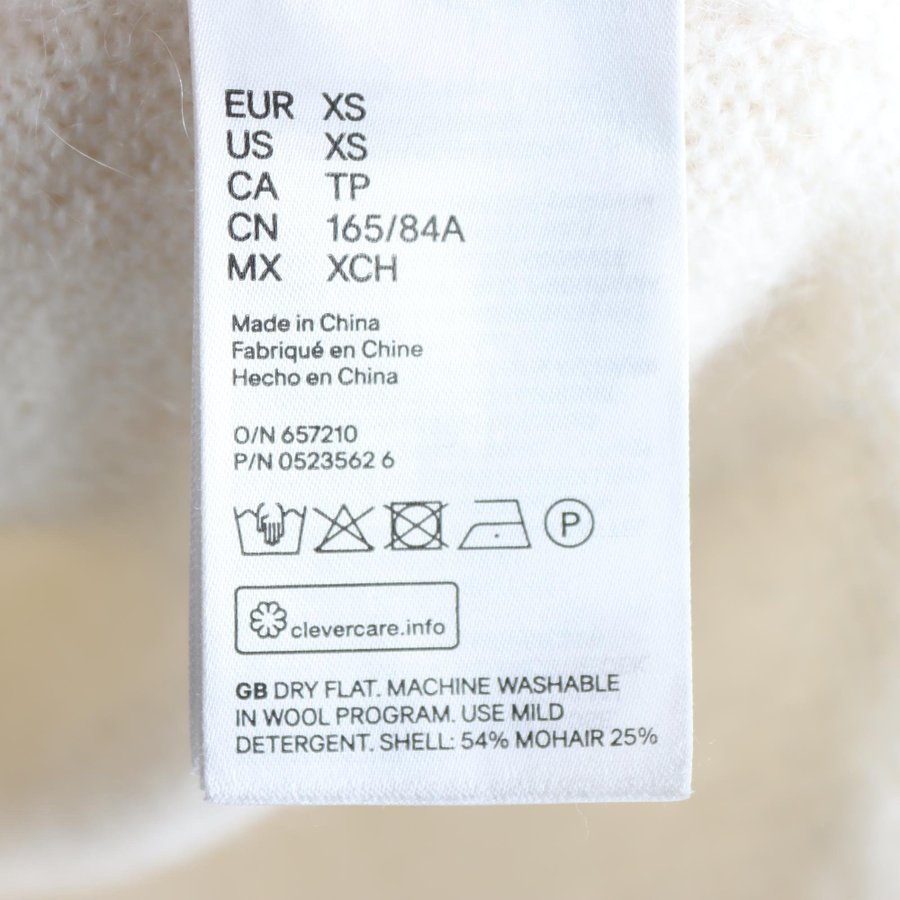 EUR XS
US XS
CA TP
CN 165/84A
MX XCH
Made in China
Fabriqué en Chine
Hecho en China
O/N 657210
P/N 0523562 6
P
clevercare.info
GB DRY FLAT. MACHINE WASHABLE
IN WOOL PROGRAM. USE MILD
DETERGENT. SHELL: 54% MOHAIR 25%